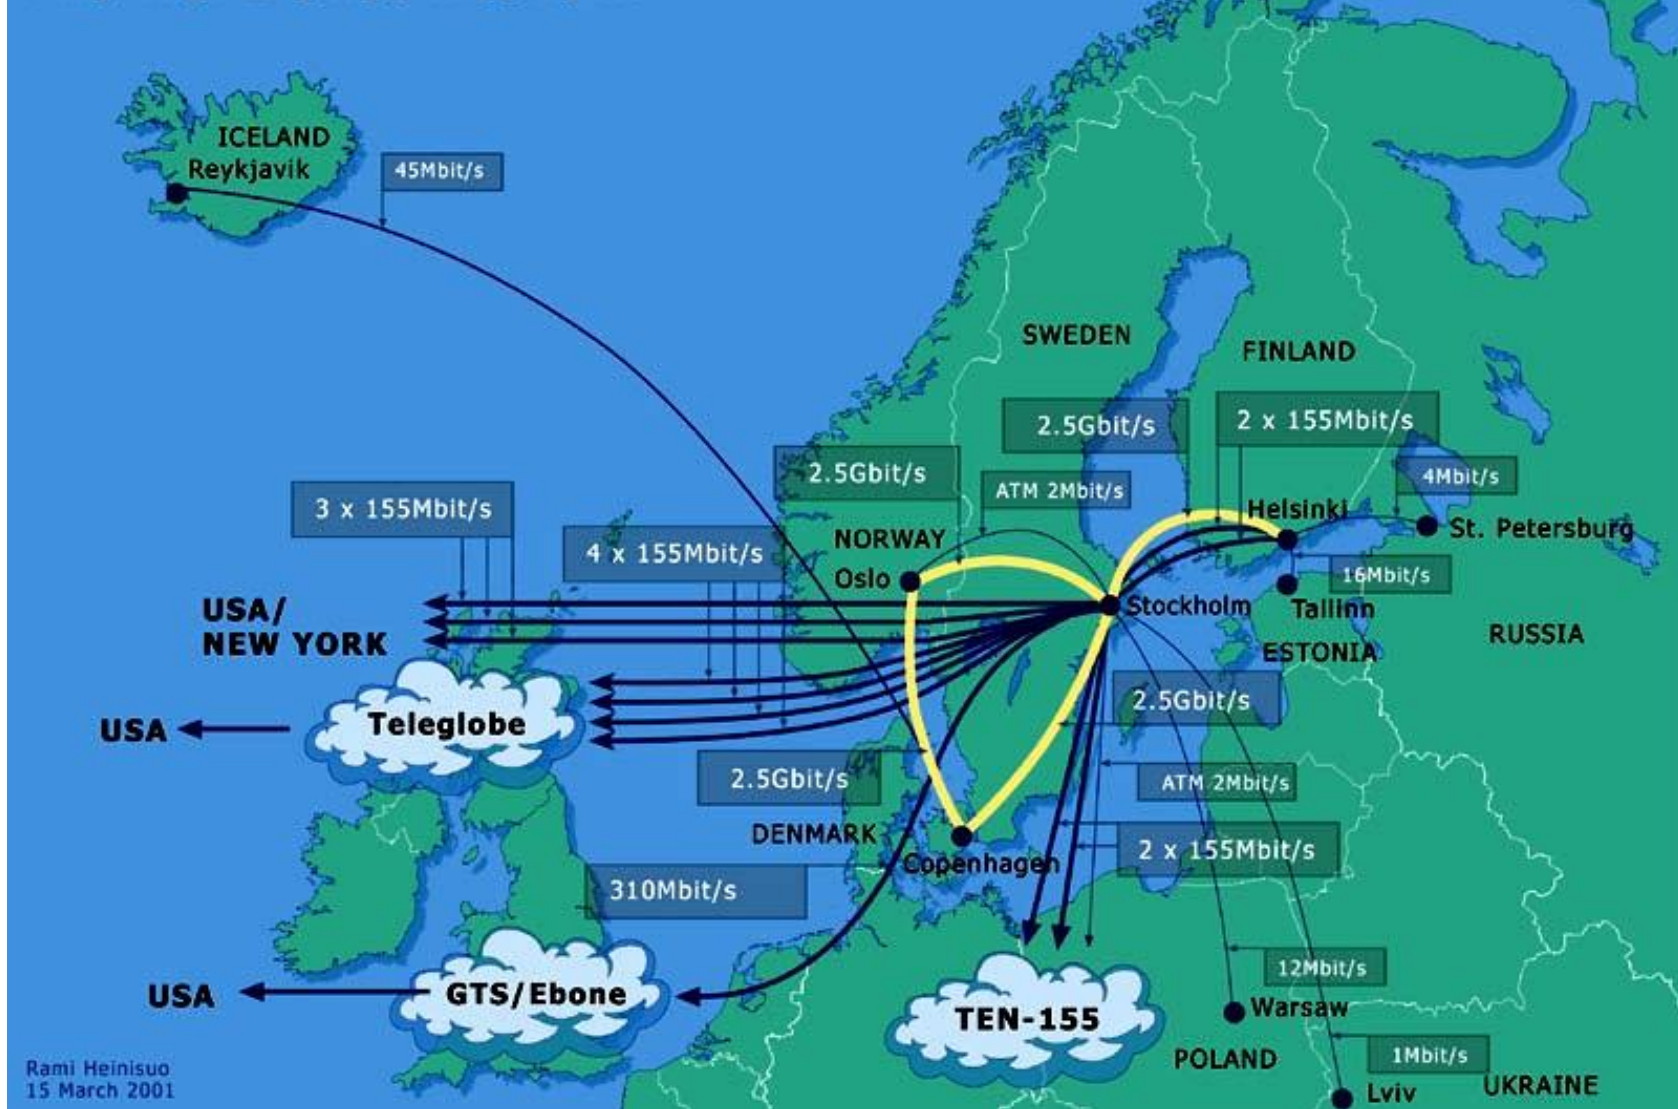 ICELAND
Reykjavik
45Mbit/s
SWEDEN
FINLAND
2.5Gbit/s
2 x 155Mbit/s
2.5Gbit/s
ATM 2Mbit/s
4Mbit/s
3 x 155Mbit/s
Helsinki
St. Petersburg
4 x 155Mbit/s
NORWAY
Oslo
16Mbit/s
USA/
NEW YORK
Stockholm
Tallinn
RUSSIA
ESTONIA
2.5Gbit/s
Teleglobe
USA
2.5Gbit/s
ATM 2Mbit/s
DENMARK
Copenhagen
2 x 155Mbit/s
310Mbit/s
12Mbit/s
USA
GTS/Ebone
TEN-155
Warsaw
POLAND
1Mbit/s
Rami Heinisuo
15 March 2001
Lviv
UKRAINE